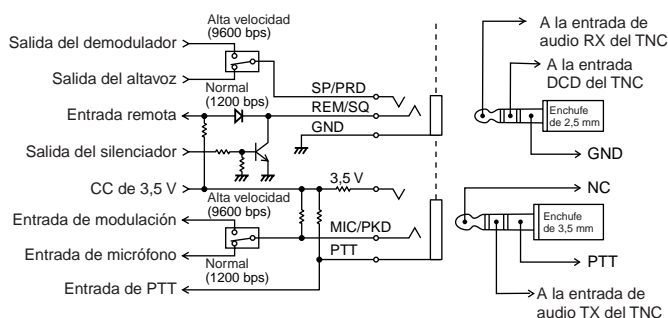 Alta velocidad
(9600 bps)
Salida del demodulador
Salida del altavoz
Normal
(1200 bps)
SP/PRD
Entrada remota
REM/SQ
GND
Salida del silenciador
CC de 3,5 V
3,5 V
Alta velocidad
(9600 bps)
Entrada de modulación
MIC/PKD
Entrada de micrófono
Normal
(1200 bps)
PTT
Entrada de PTT
A la entrada de
audio RX del TNC
A la entrada
DCD del TNC
Enchufe
de 2,5 mm
GND
NC
Enchufe
de 3,5 mm
PTT
A la entrada de
audio TX del TNC